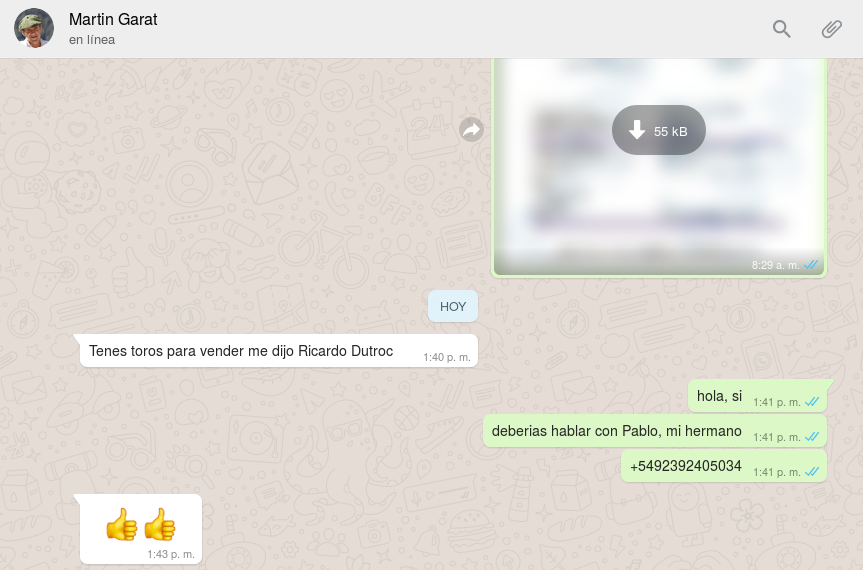 Martin Garat
en línea
55 kB
8:29 a. m.
HOY
Tenes toros para vender me dijo Ricardo Dutroc
1:40 p. m.
hola, si
1:41 p. m.
deberias hablar con Pablo, mi hermano
1:41 p. m.
+5492392405034
1:41 p. m.
👍👍
1:43 p. m.